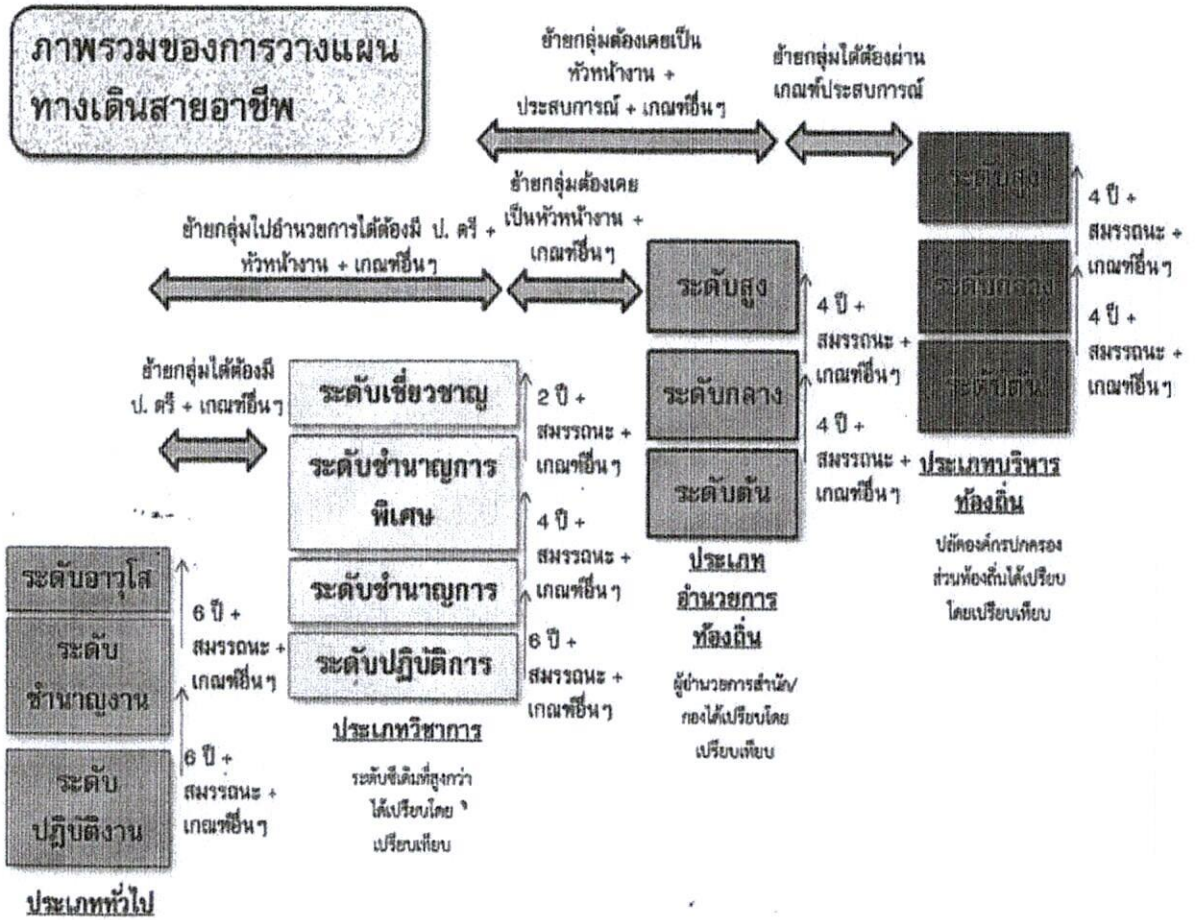 ภาพรวมของการวางแผน
ทางเดินสายอาชีพ
ย้ายกลุ่มต้องเคยเป็น
หัวหน้างาน +
ประสบการณ์ + เกณฑ์อื่นๆ
ย้ายกลุ่มได้ต้องผ่าน
เกณฑ์ประสบการณ์
ย้ายกลุ่มต้องเคย
เป็นหัวหน้างาน +
เกณฑ์อื่นๆ
ย้ายกลุ่มไปอำนวยการได้ต้องมี ป. ตรี +
หัวหน้างาน + เกณฑ์อื่นๆ
ย้ายกลุ่มได้ต้องมี
ป. ตรี + เกณฑ์อื่นๆ
ระดับอาวุโส
ระดับ
ชำนาญงาน
ระดับ
ปฏิบัติงาน
6 ปี +
สมรรถนะ +
เกณฑ์อื่นๆ
6 ปี +
สมรรถนะ +
เกณฑ์อื่นๆ
ประเภททั่วไป
ระดับเชี่ยวชาญ
ระดับชำนาญการ
พิเศษ
ระดับชำนาญการ
ระดับปฏิบัติการ
2 ปี +
สมรรถนะ +
เกณฑ์อื่นๆ
4 ปี +
สมรรถนะ +
เกณฑ์อื่นๆ
6 ปี +
สมรรถนะ +
เกณฑ์อื่นๆ
ประเภทวิชาการ
ระดับซีเดิมที่สูงกว่า
ได้เปรียบโดย
เปรียบเทียบ
ระดับสูง
ระดับกลาง
ระดับต้น
4 ปี +
สมรรถนะ +
เกณฑ์อื่นๆ
4 ปี +
สมรรถนะ +
เกณฑ์อื่นๆ
ประเภท
อำนวยการ
ท้องถิ่น
ผู้อำนวยการสำนัก/
กองได้เปรียบโดย
เปรียบเทียบ
ระดับสูง
ระดับกลาง
ระดับต้น
4 ปี +
สมรรถนะ +
เกณฑ์อื่นๆ
4 ปี +
สมรรถนะ +
เกณฑ์อื่นๆ
ประเภทบริหาร
ท้องถิ่น
ปลัดองค์กรปกครอง
ส่วนท้องถิ่นได้เปรียบ
โดยเปรียบเทียบ